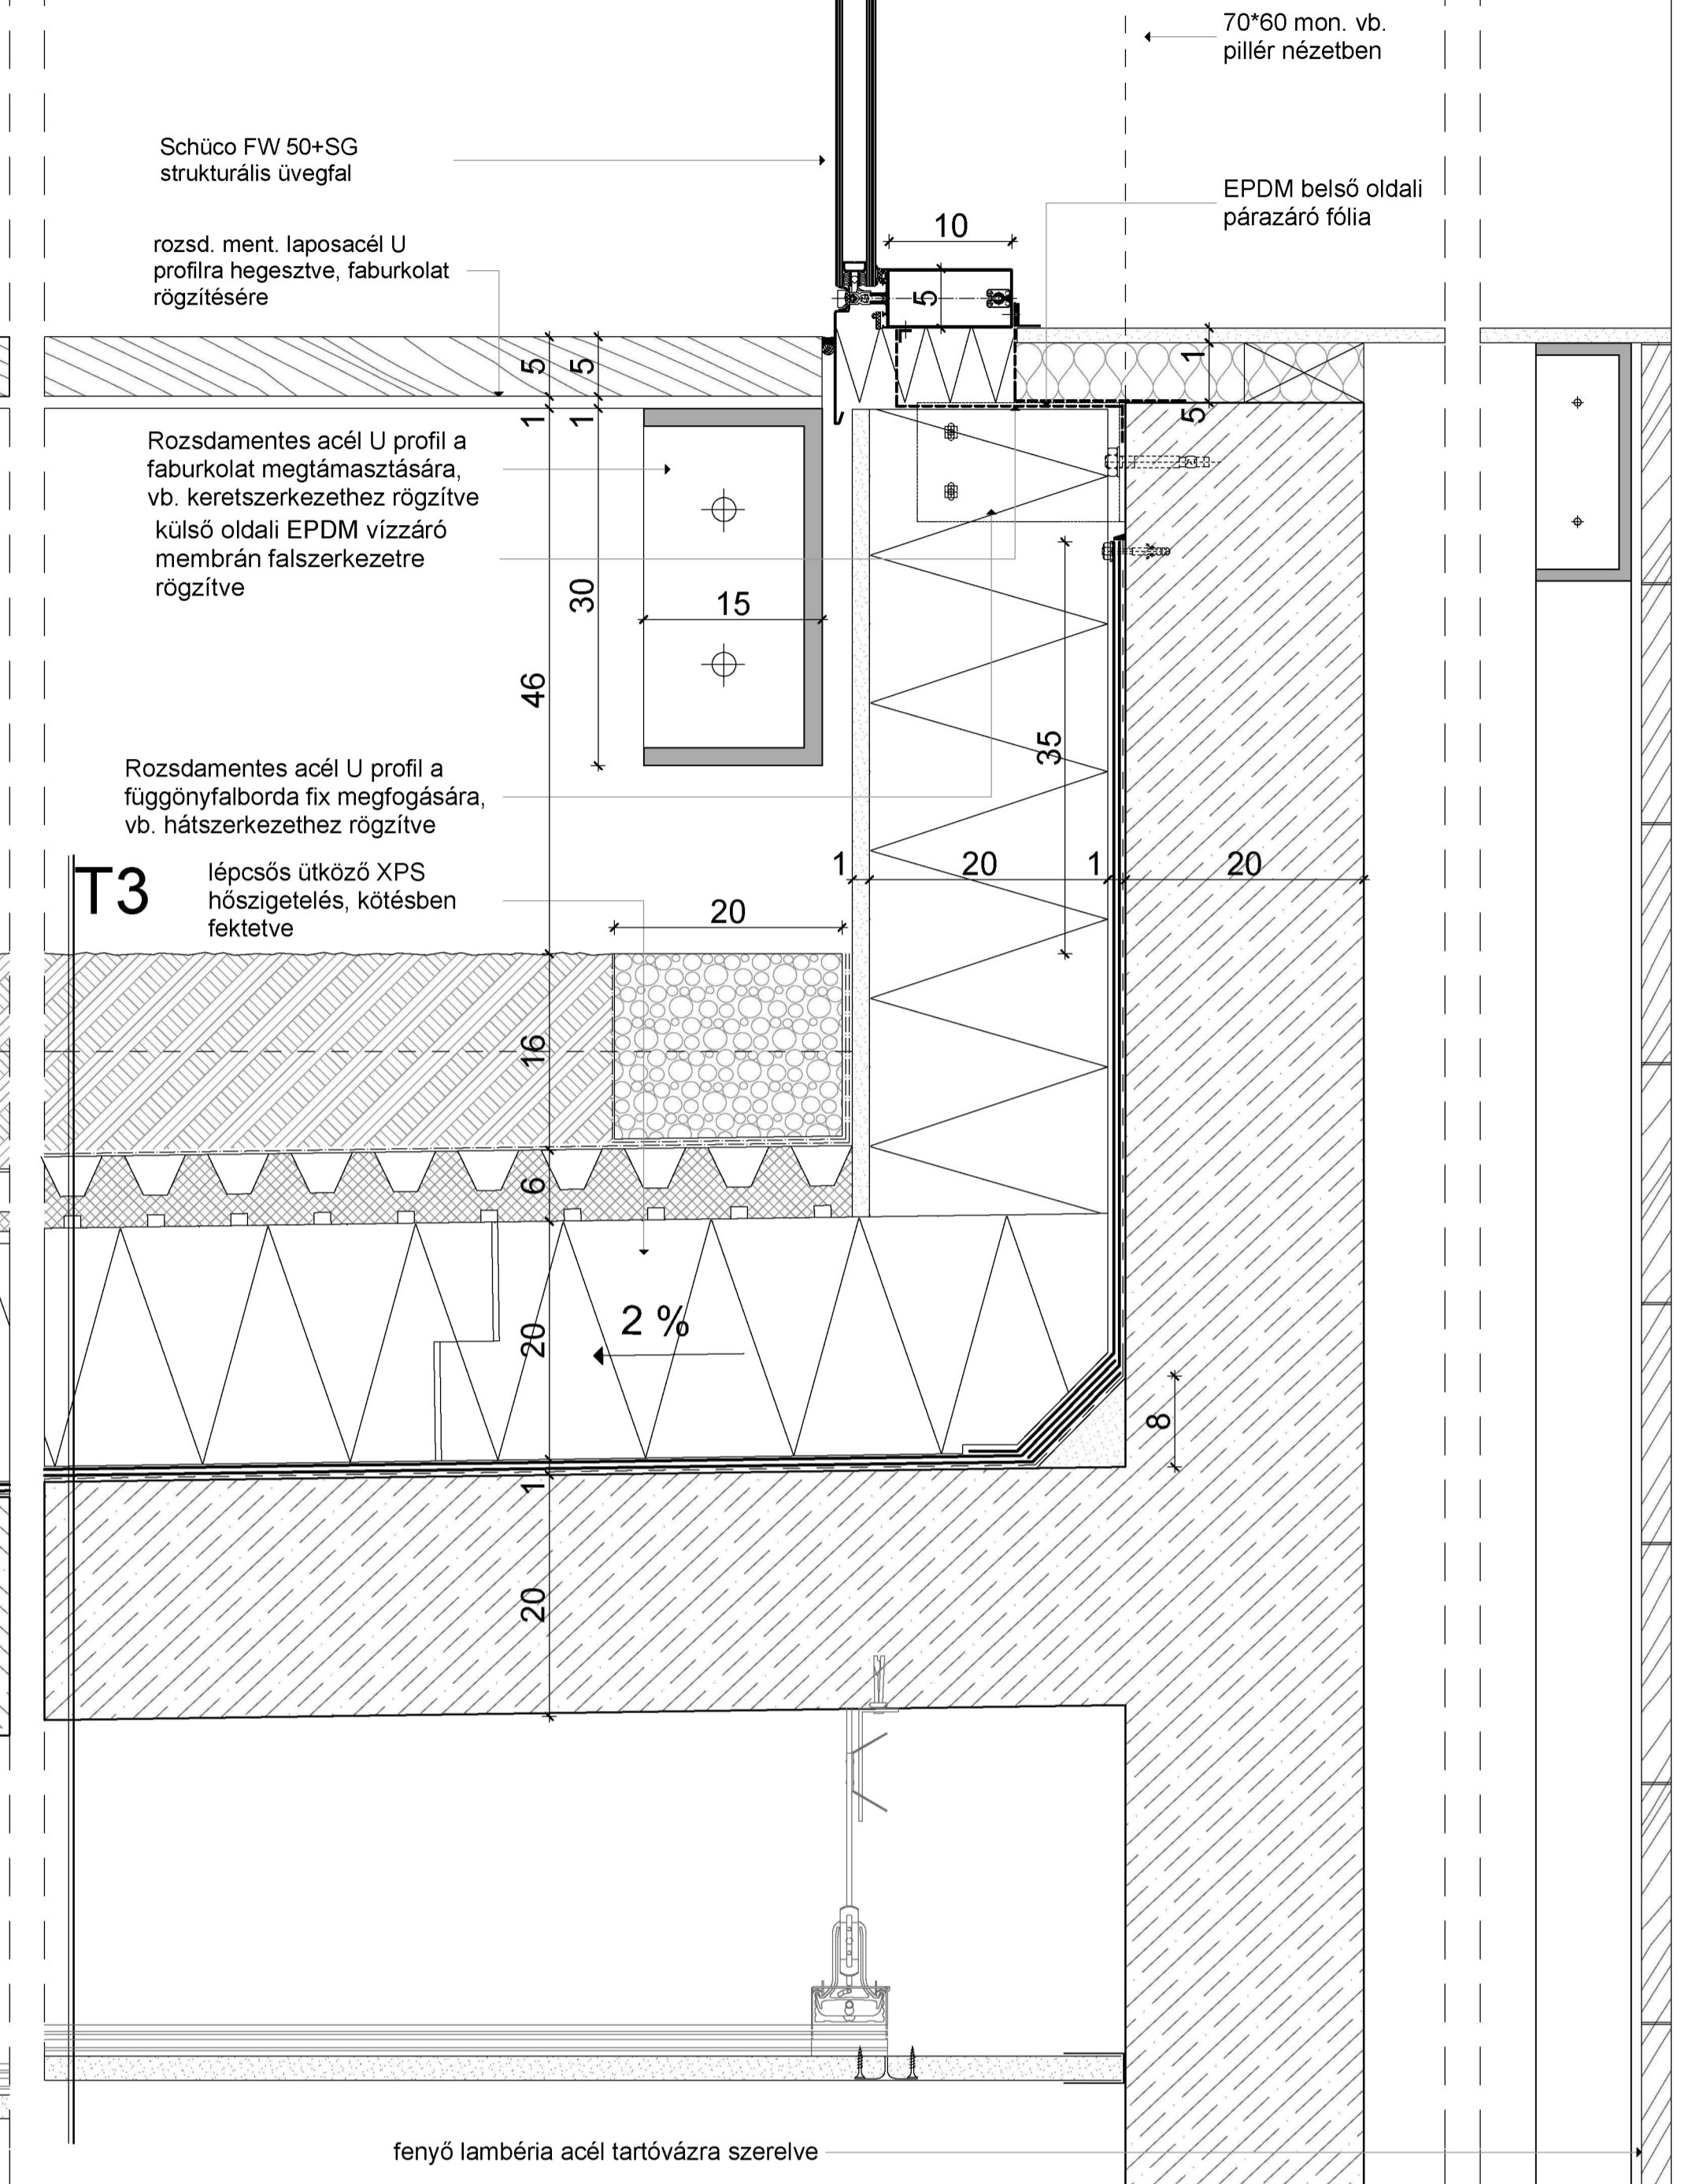 70*60 mon. vb.
pillér nézetben
Schüco FW 50+SG
strukturális üvegfal
EPDM belső oldali
párazáró fólia
10
rozsd. ment. laposacél U
profilra hegesztve, faburkolat
rögzítésére
5
5
5
1
1
1
5
Rozsdamentes acél U profil a
faburkolat megtámasztására,
vb. keretszerkezethez rögzítve
külső oldali EPDM vízzáró
membrán falszerkezetre
rögzítve
30
15
46
35
Rozsdamentes acél U profil a
függönyfalborda fix megfogására,
vb. hátszerkezethez rögzítve
1
20
1
20
T3
lépcsős ütköző XPS
hőszigetelés, kötésben
fektetve
20
16
6
2 %
20
8
1
20
fenyő lambéria acél tartóvázra szerelve